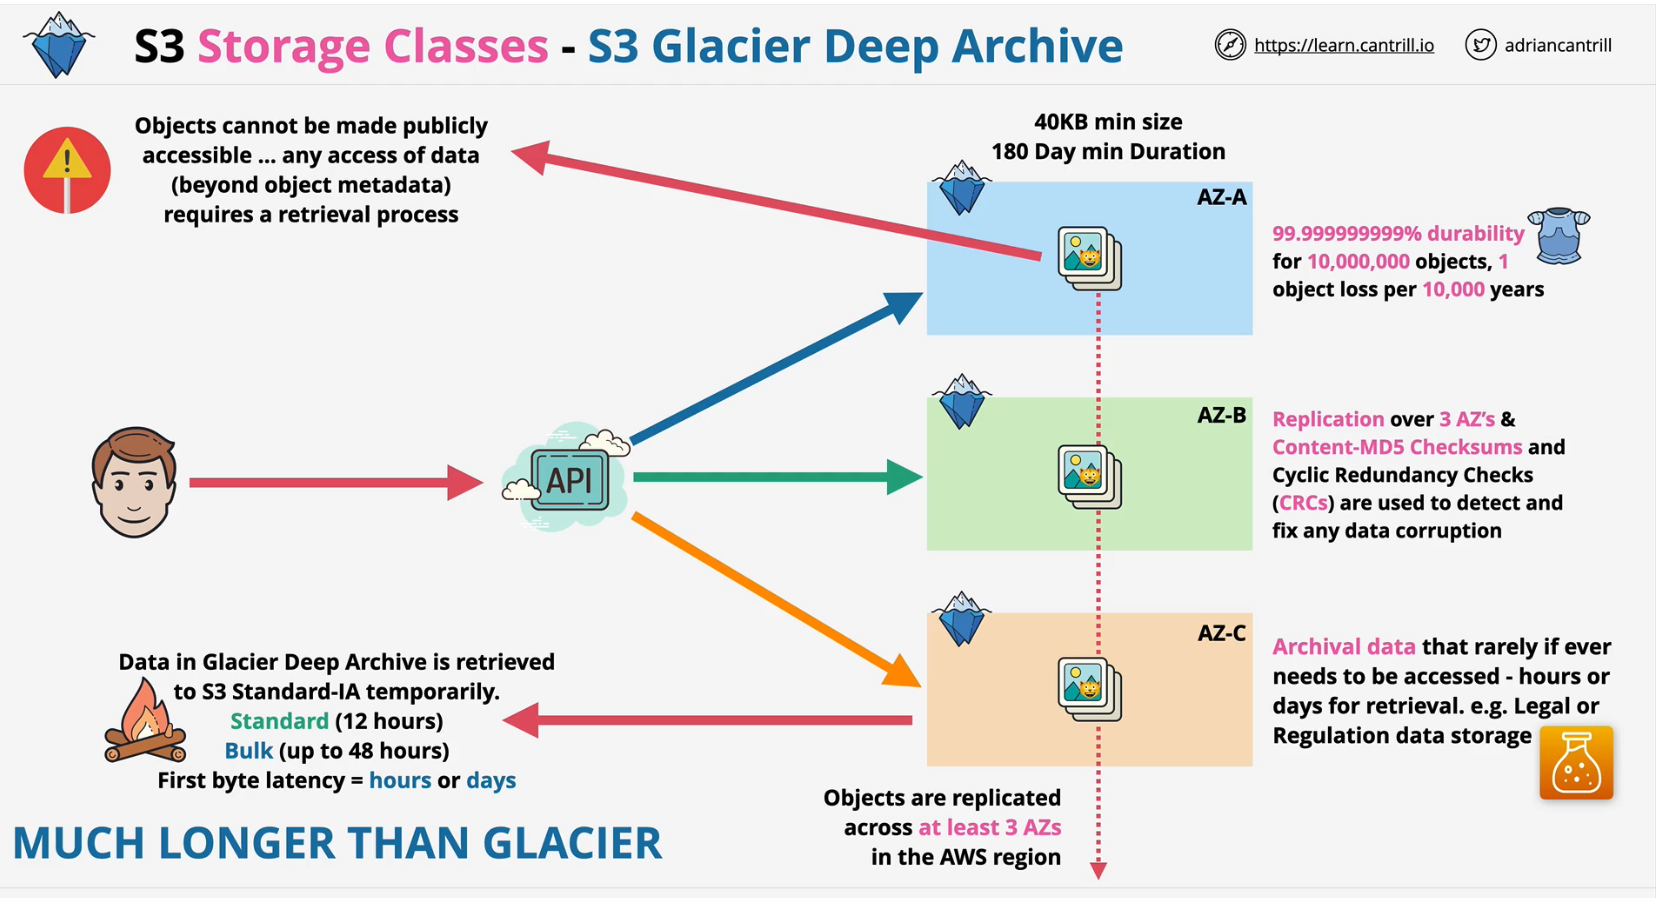 S3 Storage Classes - S3 Glacier Deep Archive
https://learn.cantrill.io
adriancantrill
Objects cannot be made publicly
accessible ... any access of data
(beyond object metadata)
requires a retrieval process
40KB min size
180 Day min Duration
AZ-A
99.999999999% durability
for 10,000,000 objects, 1
object loss per 10,000 years
API
AZ-B
Replication over 3 AZ's &
Content-MD5 Checksums and
Cyclic Redundancy Checks
(CRCs) are used to detect and
fix any data corruption
AZ-C
Archival data that rarely if ever
needs to be accessed - hours or
days for retrieval. e.g. Legal or
Regulation data storage
Data in Glacier Deep Archive is retrieved
to S3 Standard-IA temporarily.
Standard (12 hours)
Bulk (up to 48 hours)
First byte latency = hours or days
MUCH LONGER THAN GLACIER
Objects are replicated
across at least 3 AZs
in the AWS region